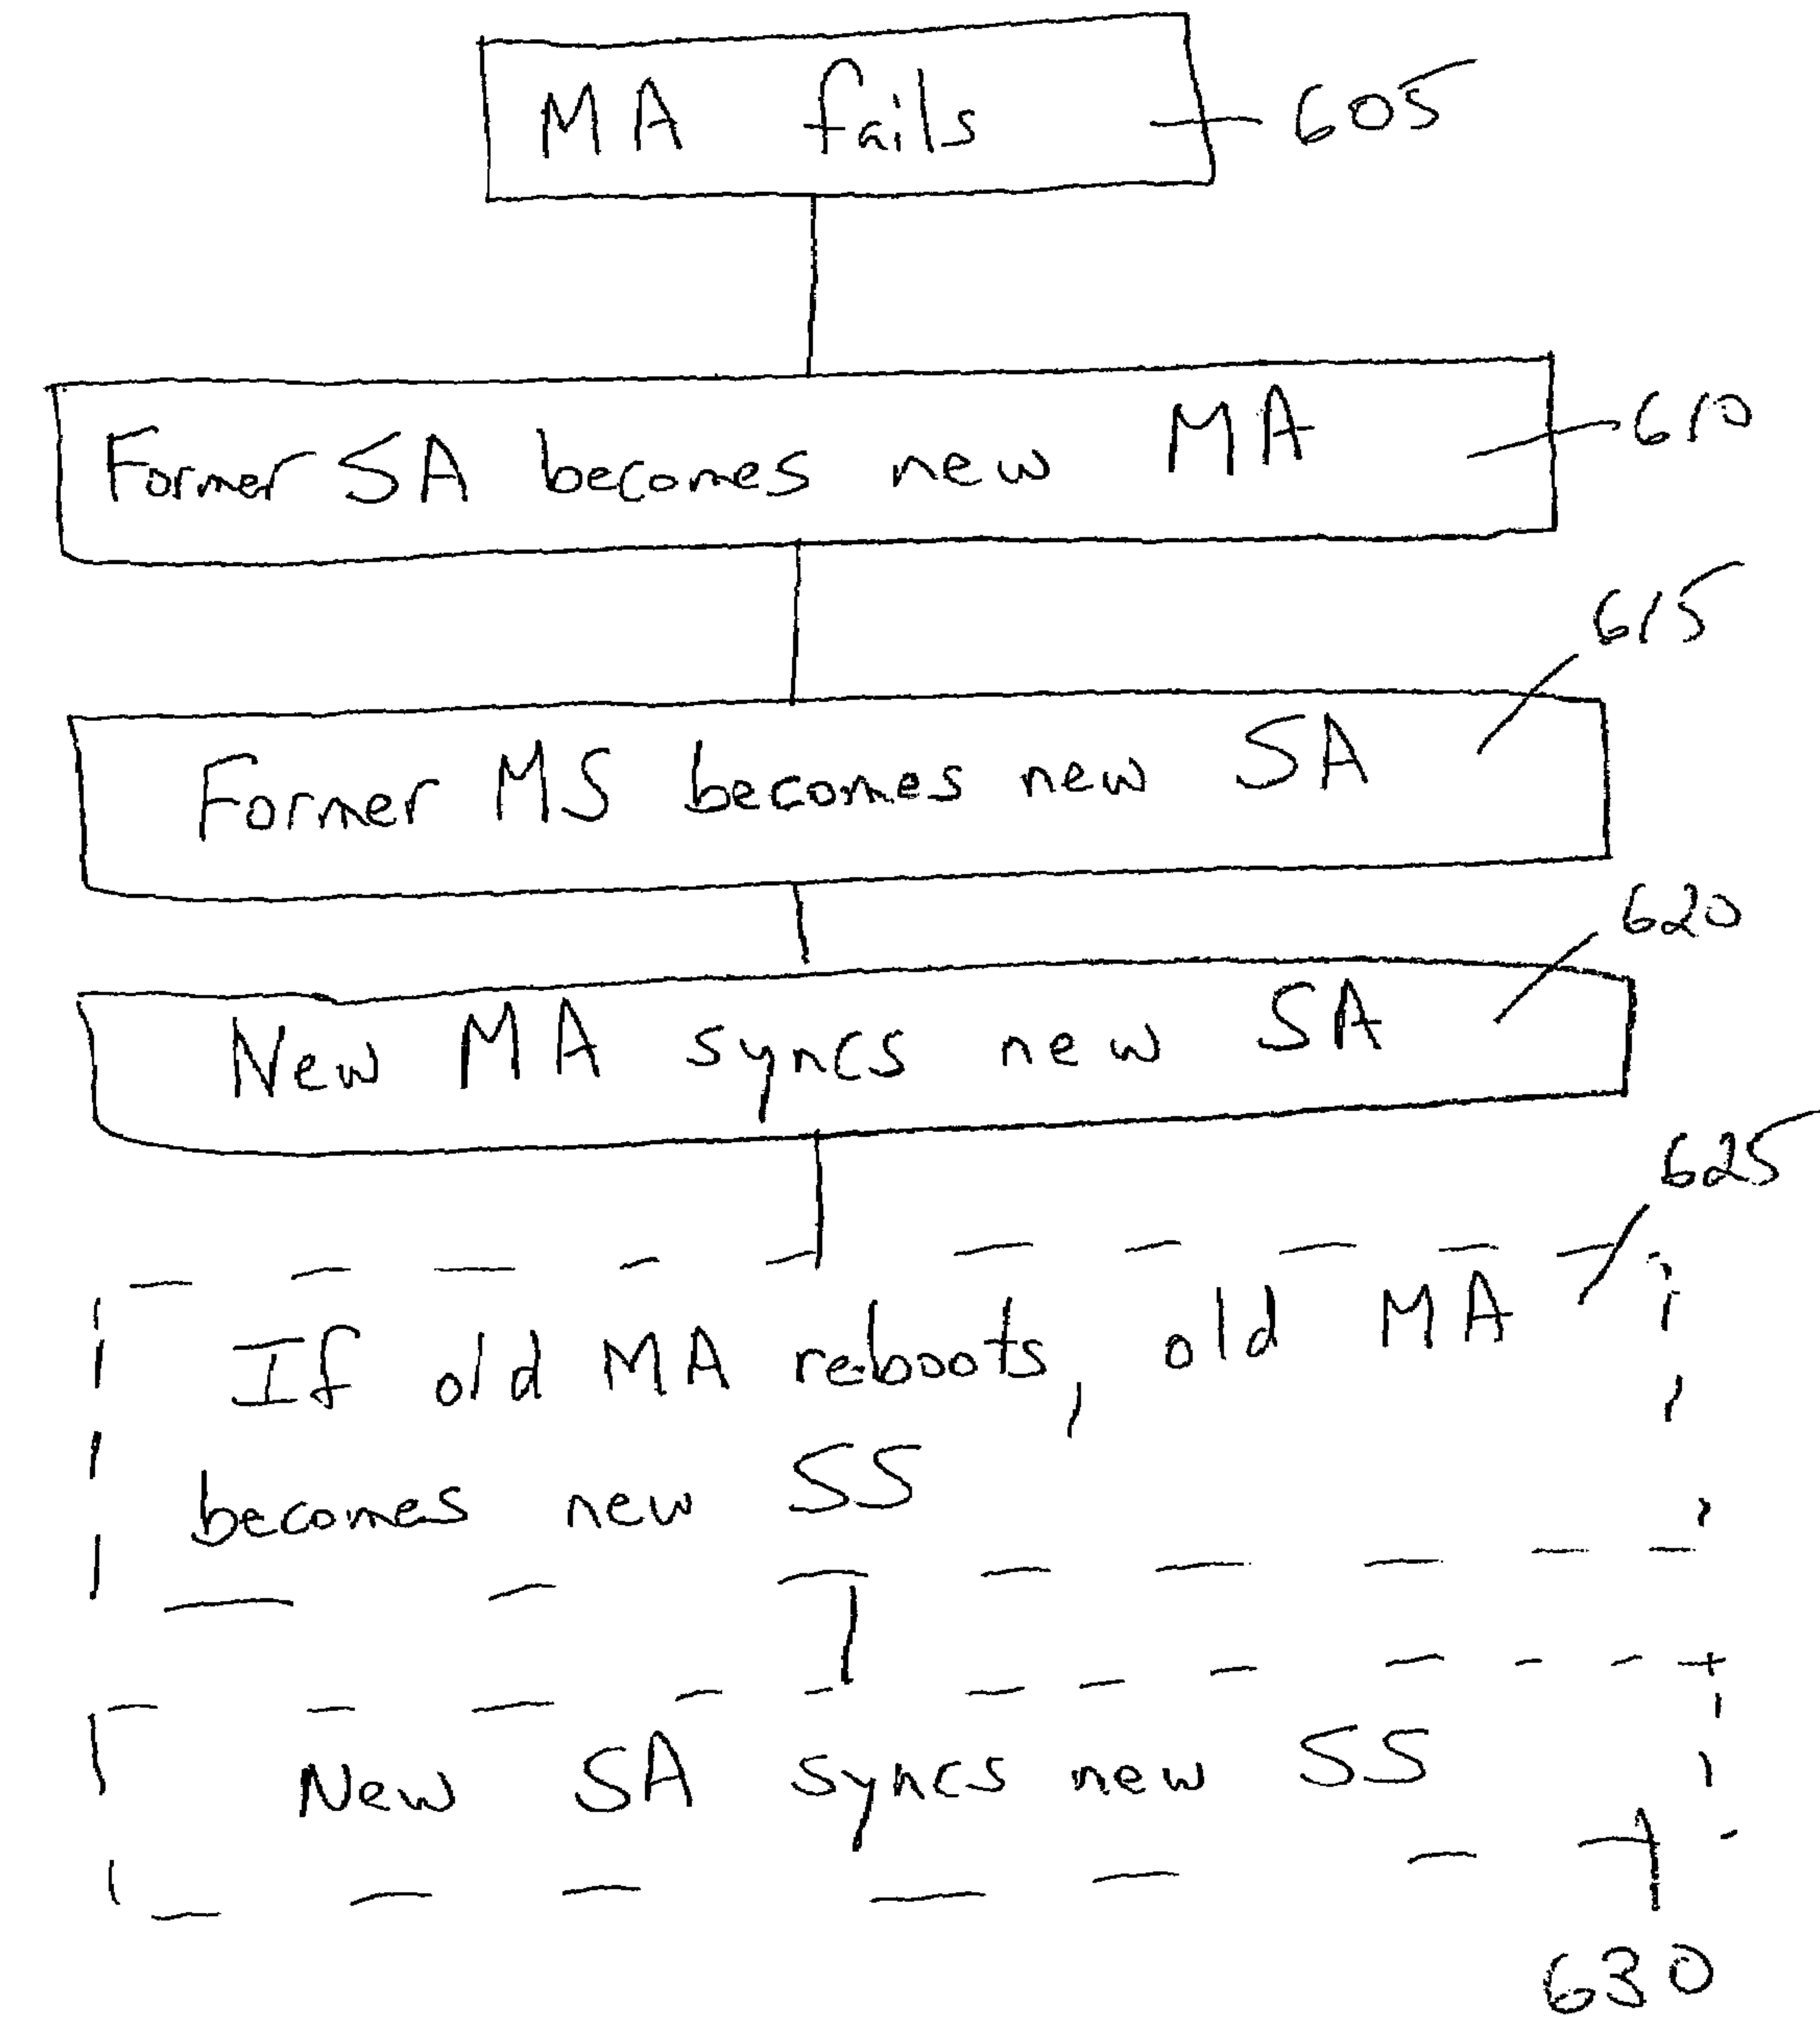 MA fails 605
Former SA becomes new MA 610
615
Former MS becomes new SA
620
New MA syncs new SA
625
If old MA reboots, old MA
becomes new SS
New SA syncs new SS
630